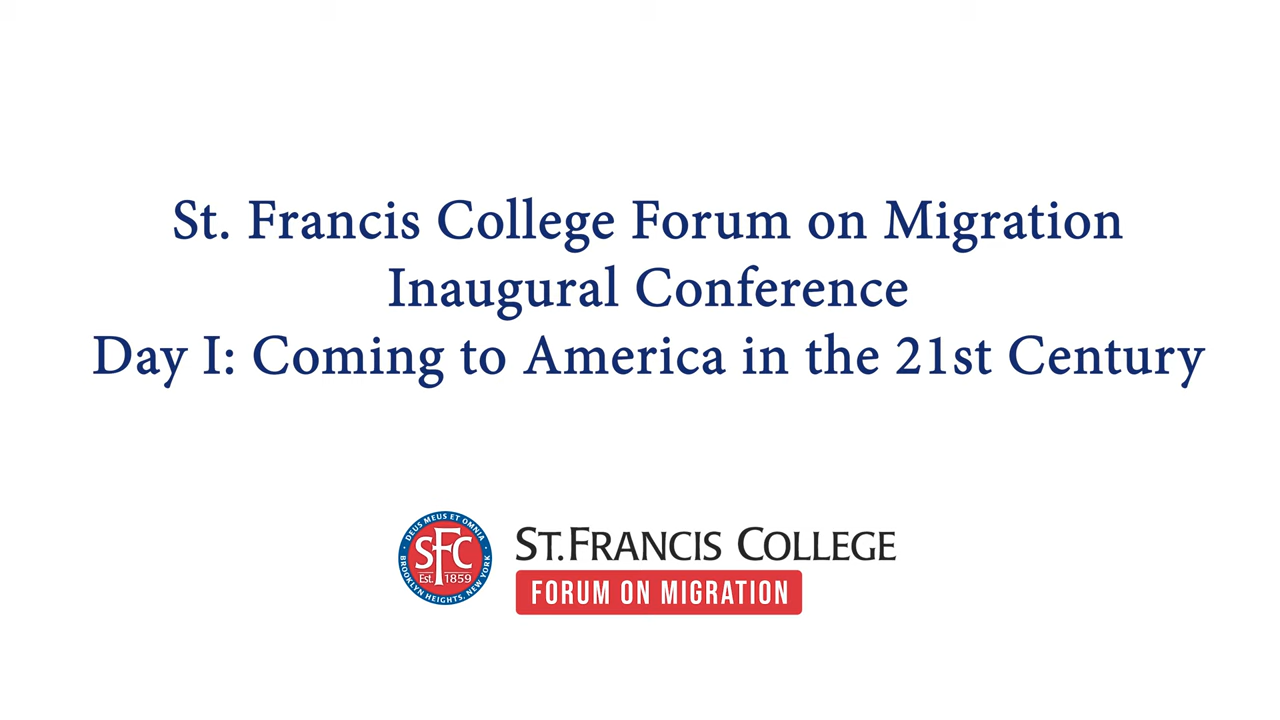 St. Francis College Forum on Migration
Inaugural Conference
Day I: Coming to America in the 21st Century
DEUS MEUS ET OMNIA
SFC
Est. 1859
BROOKLYN HEIGHTS, NEW YORK
ST. FRANCIS COLLEGE
FORUM ON MIGRATION